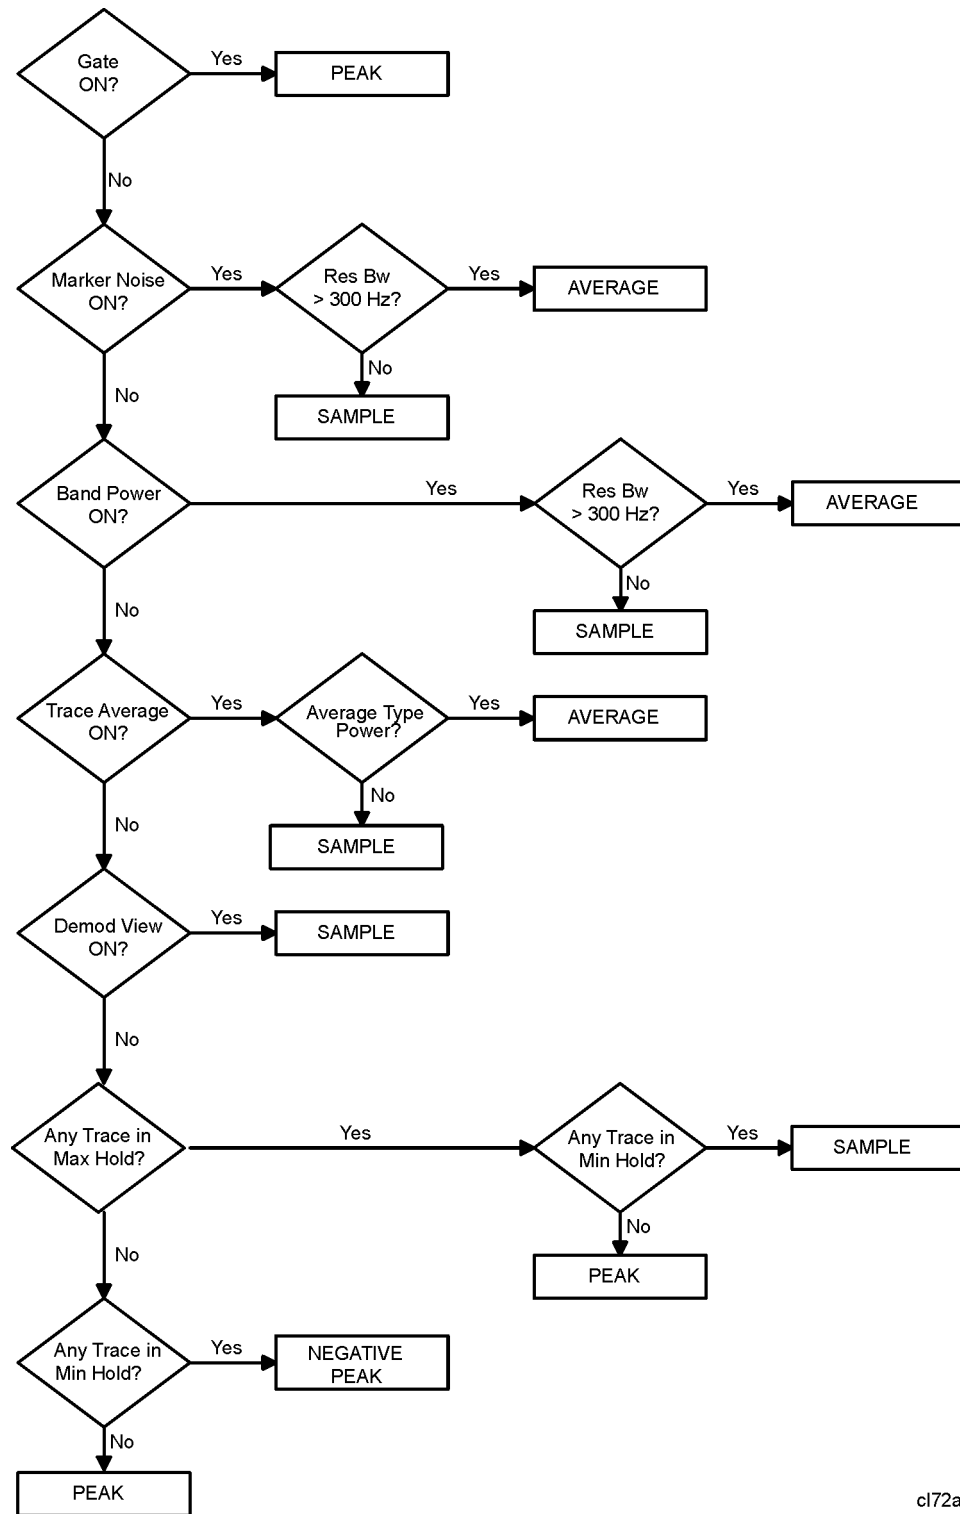 Gate
ON?
Yes
PEAK
No
Marker Noise
ON?
Yes
Res Bw
> 300 Hz?
Yes
AVERAGE
No
SAMPLE
No
Band Power
ON?
Yes
Res Bw
> 300 Hz?
Yes
AVERAGE
No
SAMPLE
No
Trace Average
ON?
Yes
Average Type
Power?
Yes
AVERAGE
No
SAMPLE
No
Demod View
ON?
Yes
SAMPLE
No
Any Trace in
Max Hold?
Yes
Any Trace in
Min Hold?
Yes
SAMPLE
No
PEAK
No
Any Trace in
Min Hold?
Yes
NEGATIVE
PEAK
No
PEAK
cl72a